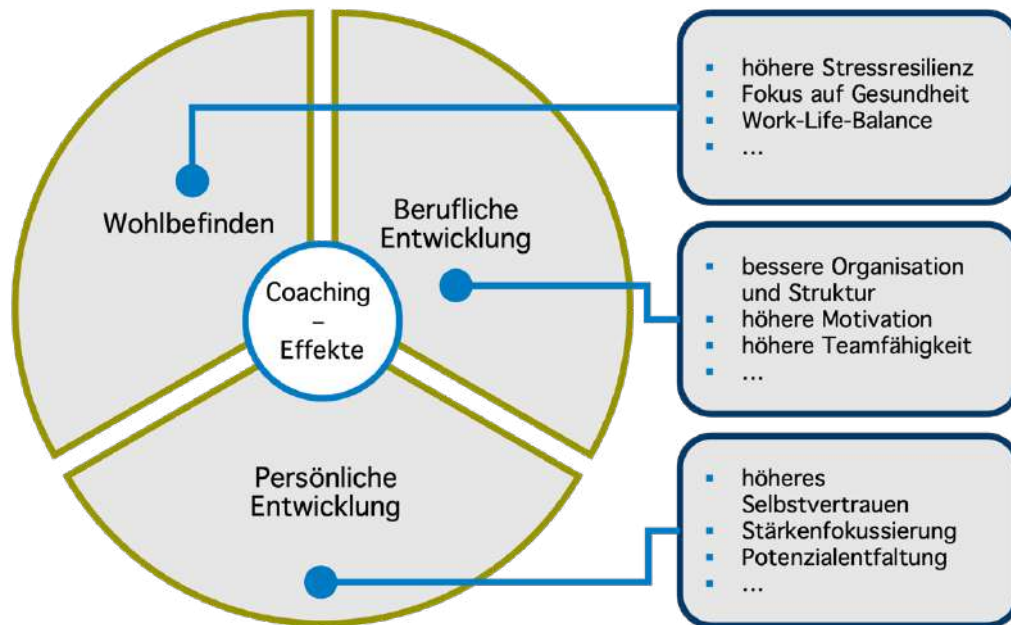 Wohlbefinden
Berufliche
Entwicklung
Coaching
–
Effekte
Persönliche
Entwicklung
▪ höhere Stressresilienz
▪ Fokus auf Gesundheit
▪ Work-Life-Balance
▪ ...
▪ bessere Organisation
und Struktur
▪ höhere Motivation
▪ höhere Teamfähigkeit
▪ ...
▪ höheres
Selbstvertrauen
▪ Stärkenfokussierung
▪ Potenzialentfaltung
▪ ...